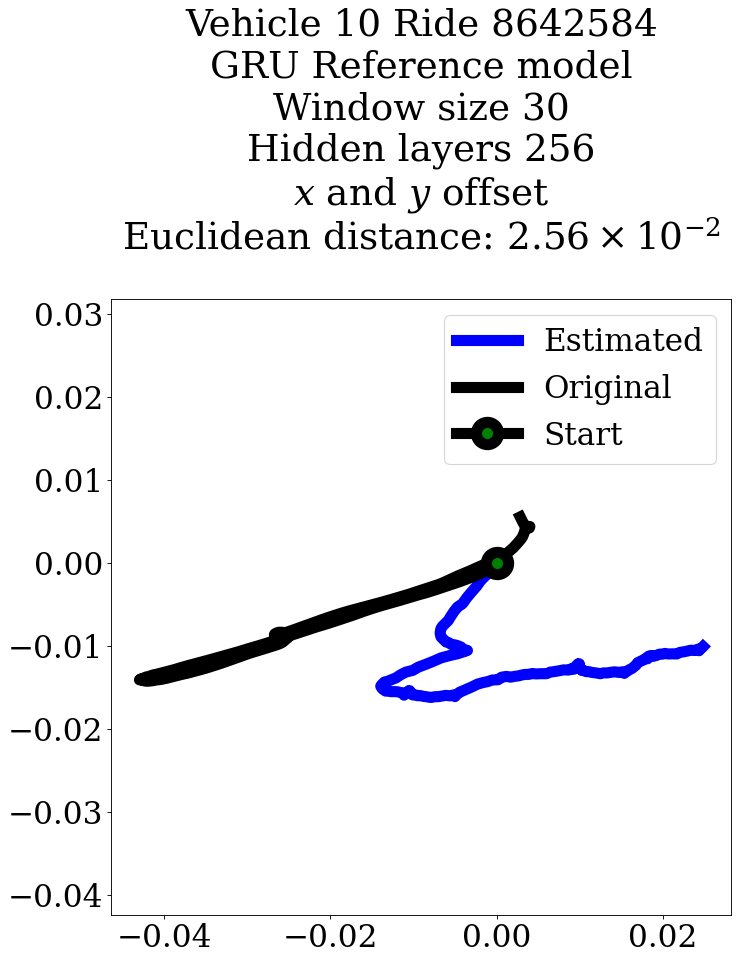 Vehicle 10 Ride 8642584
GRU Reference model
Window size 30
Hidden layers 256
x and y offset
Euclidean distance: 2.56 × 10⁻²
Estimated
Original
Start
0.03
0.02
0.01
0.00
−0.01
−0.02
−0.03
−0.04
−0.04 −0.02 0.00 0.02